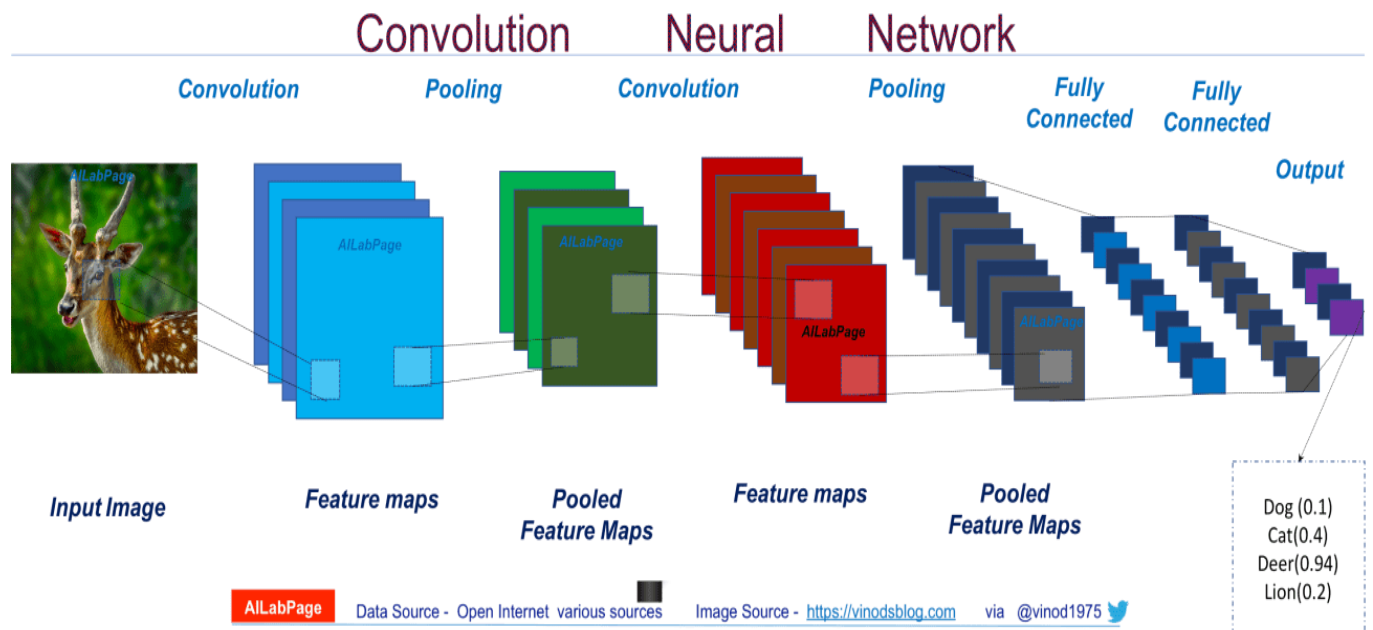 Convolution Neural Network
Convolution
Pooling
Convolution
Pooling
Fully
Connected
Fully
Connected
Output
AILabPage
AILabPage
AILabPage
AILabPage
AILabPage
Input Image
Feature maps
Pooled
Feature Maps
Feature maps
Pooled
Feature Maps
Dog (0.1)
Cat(0.4)
Deer(0.94)
Lion(0.2)
AILabPage
Data Source - Open Internet various sources
Image Source - https://vinodsblog.com via @vinod1975